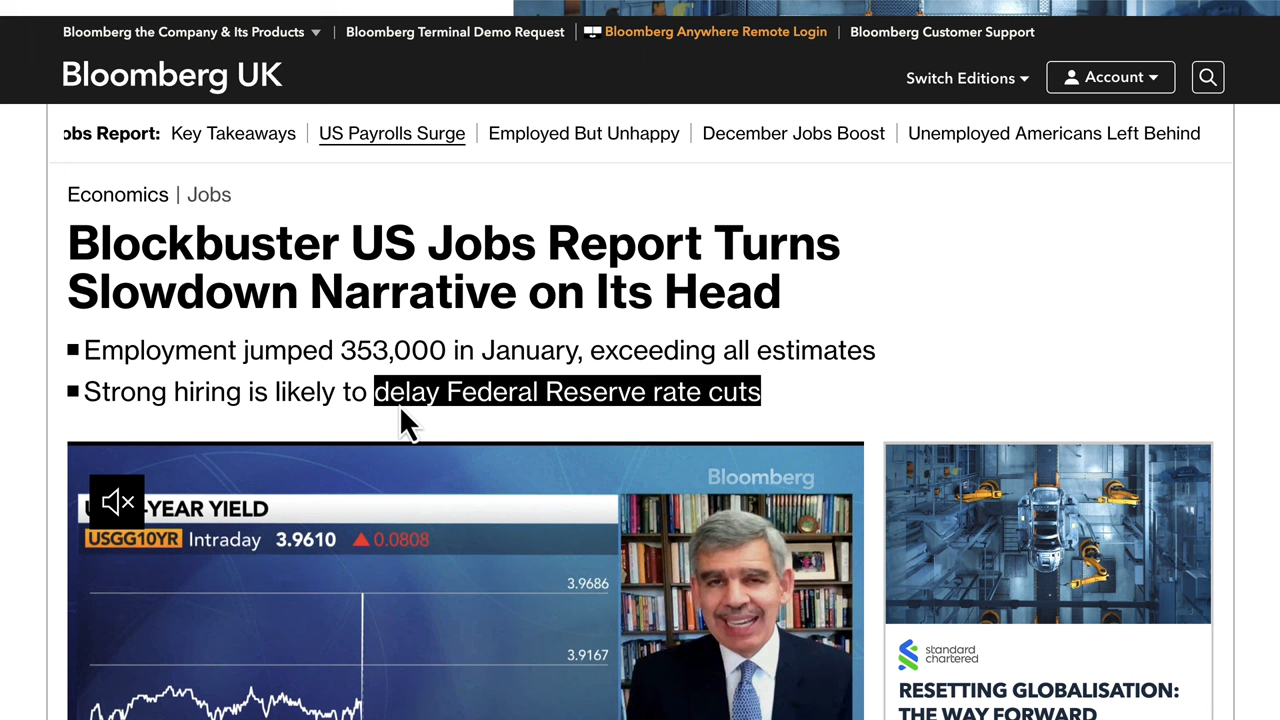 Bloomberg the Company & Its Products
Bloomberg Terminal Demo Request
Bloomberg Anywhere Remote Login
Bloomberg Customer Support
Bloomberg UK
Switch Editions
Account
obs Report:
Key Takeaways
US Payrolls Surge
Employed But Unhappy
December Jobs Boost
Unemployed Americans Left Behind
Economics | Jobs
Blockbuster US Jobs Report Turns
Slowdown Narrative on Its Head
Employment jumped 353,000 in January, exceeding all estimates
Strong hiring is likely to delay Federal Reserve rate cuts
Bloomberg
-YEAR YIELD
USGG10YR Intraday 3.9610 ▲0.0808
3.9686
3.9167
standard
chartered
RESETTING GLOBALISATION:
THE WAY FORWARD